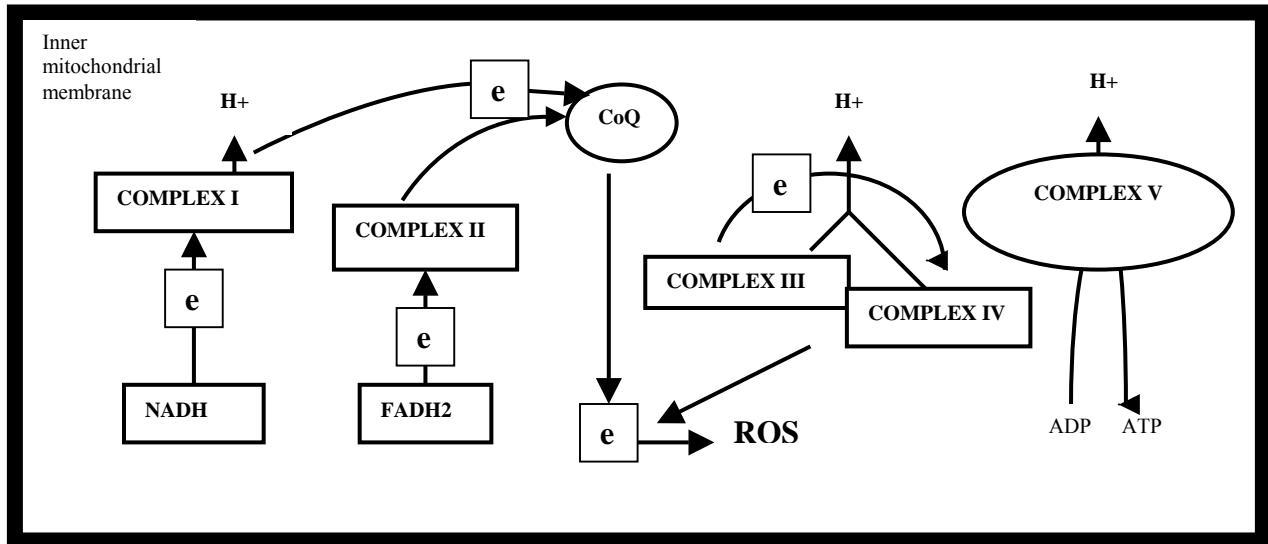 Inner
mitochondrial
membrane
H+
e
CoQ
H+
H+
e
COMPLEX I
COMPLEX II
COMPLEX V
COMPLEX III
COMPLEX IV
e
e
NADH
FADH2
e
ROS
ADP
ATP